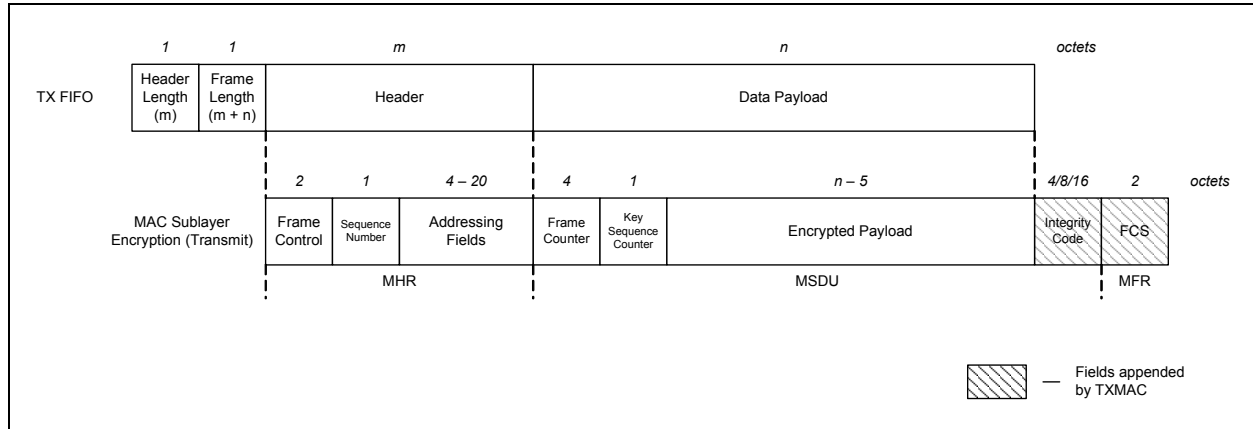 1 1 m n octets
TX FIFO
Header
Length
(m)
Frame
Length
(m + n)
Header
Data Payload
2 1 4 – 20 4 1 n – 5 4/8/16 2 octets
MAC Sublayer
Encryption (Transmit)
Frame
Control
Sequence
Number
Addressing
Fields
Frame
Counter
Key
Sequence
Counter
Encrypted Payload
Integrity
Code
FCS
MHR MSDU MFR
— Fields appended
by TXMAC